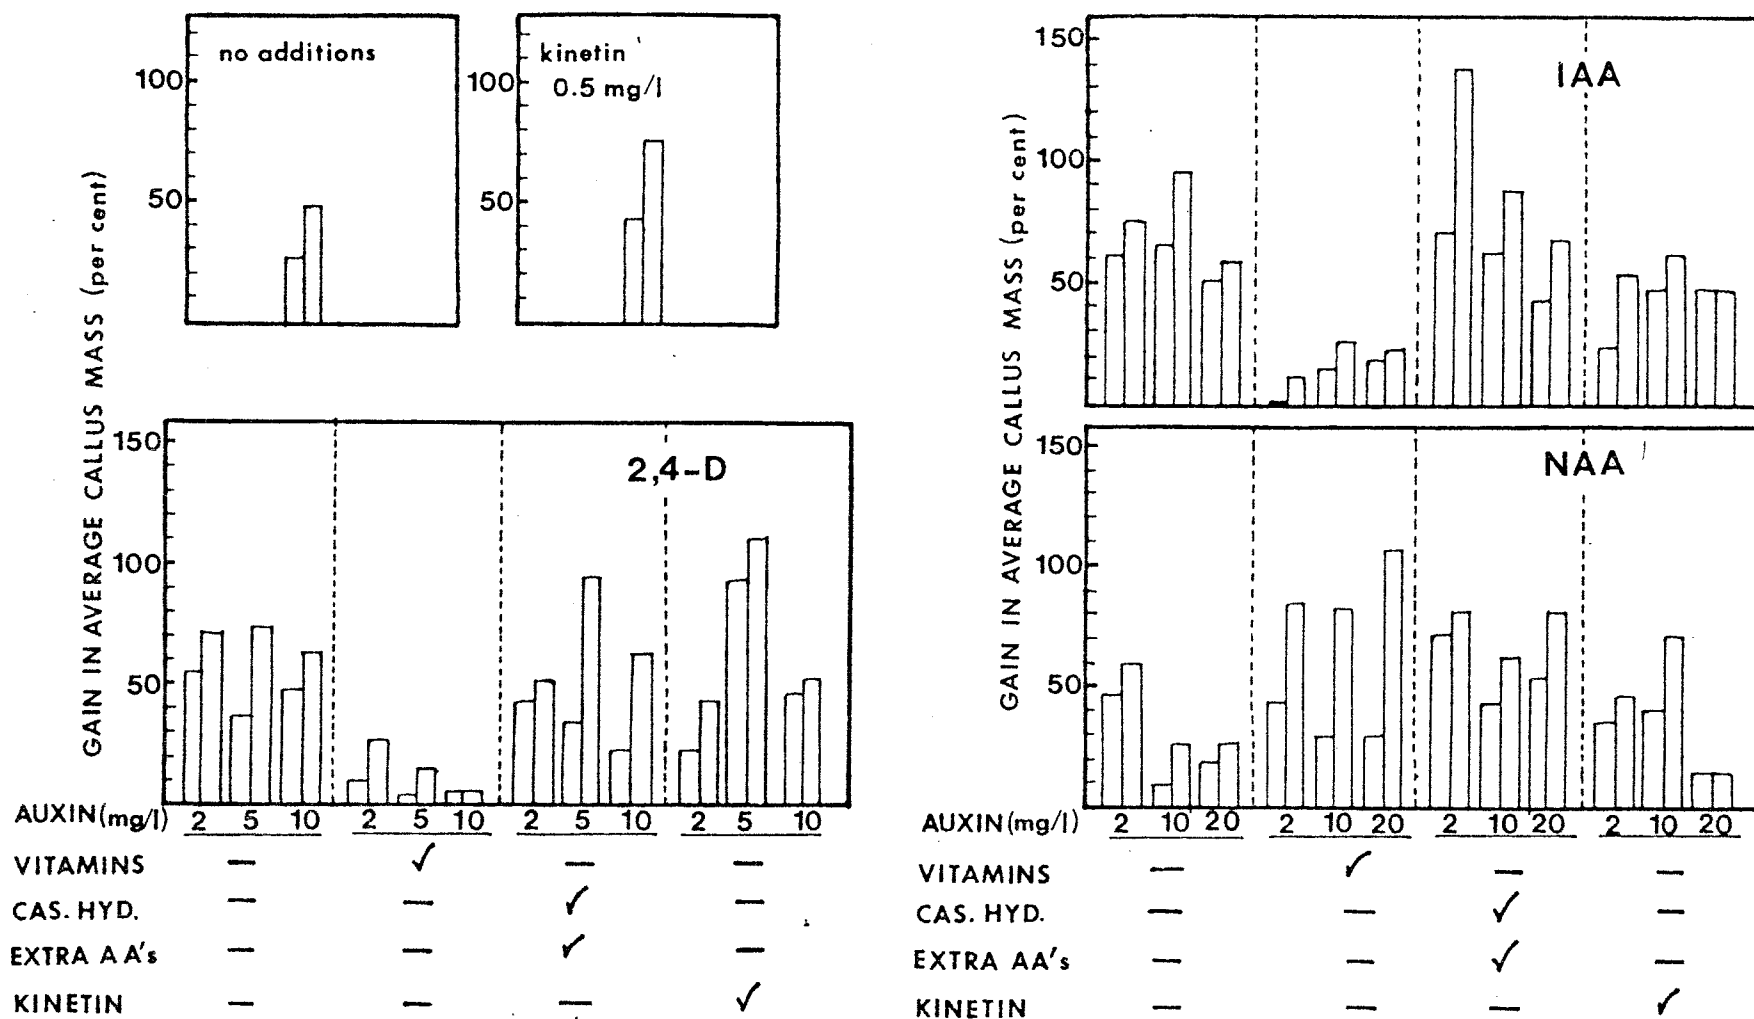 no additions
100
50
kinetin
0.5 mg/l
100
50
GAIN IN AVERAGE CALLUS MASS (per cent)
2,4-D
150
100
50
AUXIN(mg/l) 2 5 10 2 5 10 2 5 10 2 5 10
VITAMINS — ✓ — —
CAS. HYD. — — ✓ —
EXTRA AA's — — ✓ —
KINETIN — — — ✓
GAIN IN AVERAGE CALLUS MASS (per cent)
IAA
150
100
50
NAA
150
100
50
AUXIN(mg/l) 2 10 20 2 10 20 2 10 20 2 10 20
VITAMINS — ✓ — —
CAS. HYD. — — ✓ —
EXTRA AA's — — ✓ —
KINETIN — — — ✓